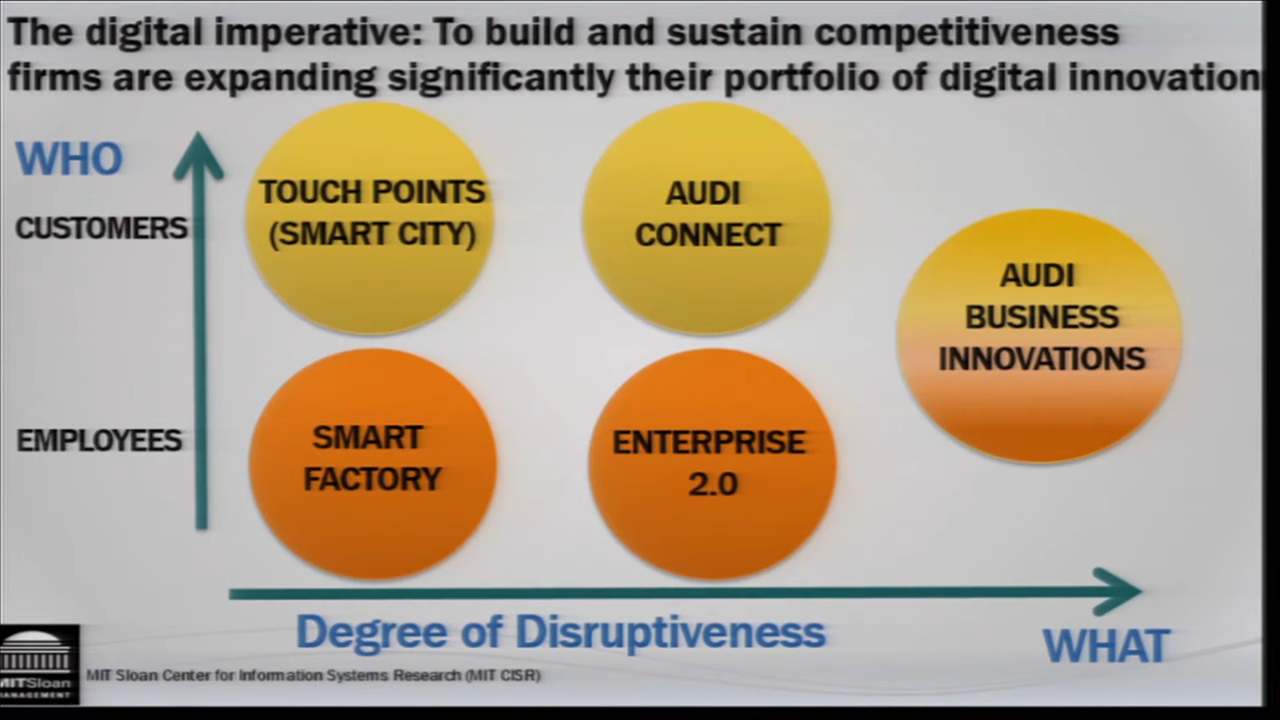 The digital imperative: To build and sustain competitiveness
firms are expanding significantly their portfolio of digital innovation
WHO
CUSTOMERS
TOUCH POINTS
(SMART CITY)
AUDI
CONNECT
AUDI
BUSINESS
INNOVATIONS
EMPLOYEES
SMART
FACTORY
ENTERPRISE
2.0
Degree of Disruptiveness
WHAT
MITSloan
MANAGEMENT
MIT Sloan Center for Information Systems Research (MIT CISR)